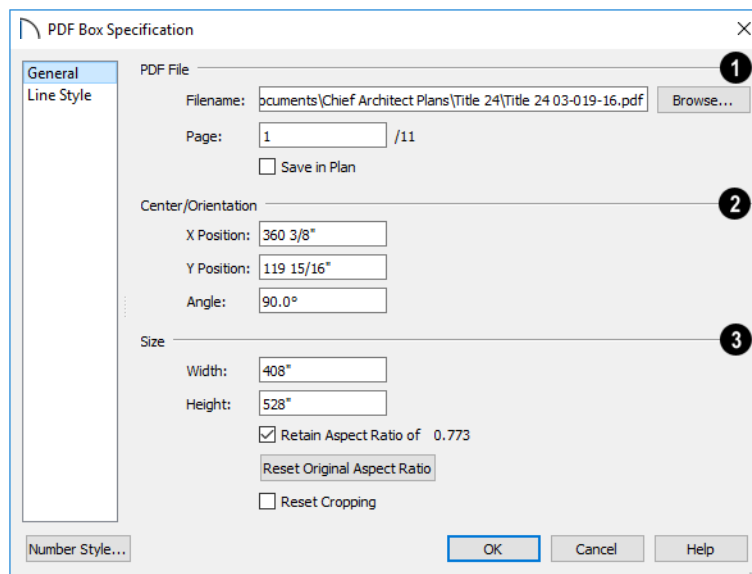 PDF Box Specification
General
Line Style
PDF File
1
Filename: ocuments\Chief Architect Plans\Title 24\Title 24 03-019-16.pdf Browse...
Page: 1 /11
Save in Plan
Center/Orientation
2
X Position: 360 3/8"
Y Position: 119 15/16"
Angle: 90.0°
Size
3
Width: 408"
Height: 528"
Retain Aspect Ratio of 0.773
Reset Original Aspect Ratio
Reset Cropping
Number Style... OK Cancel Help